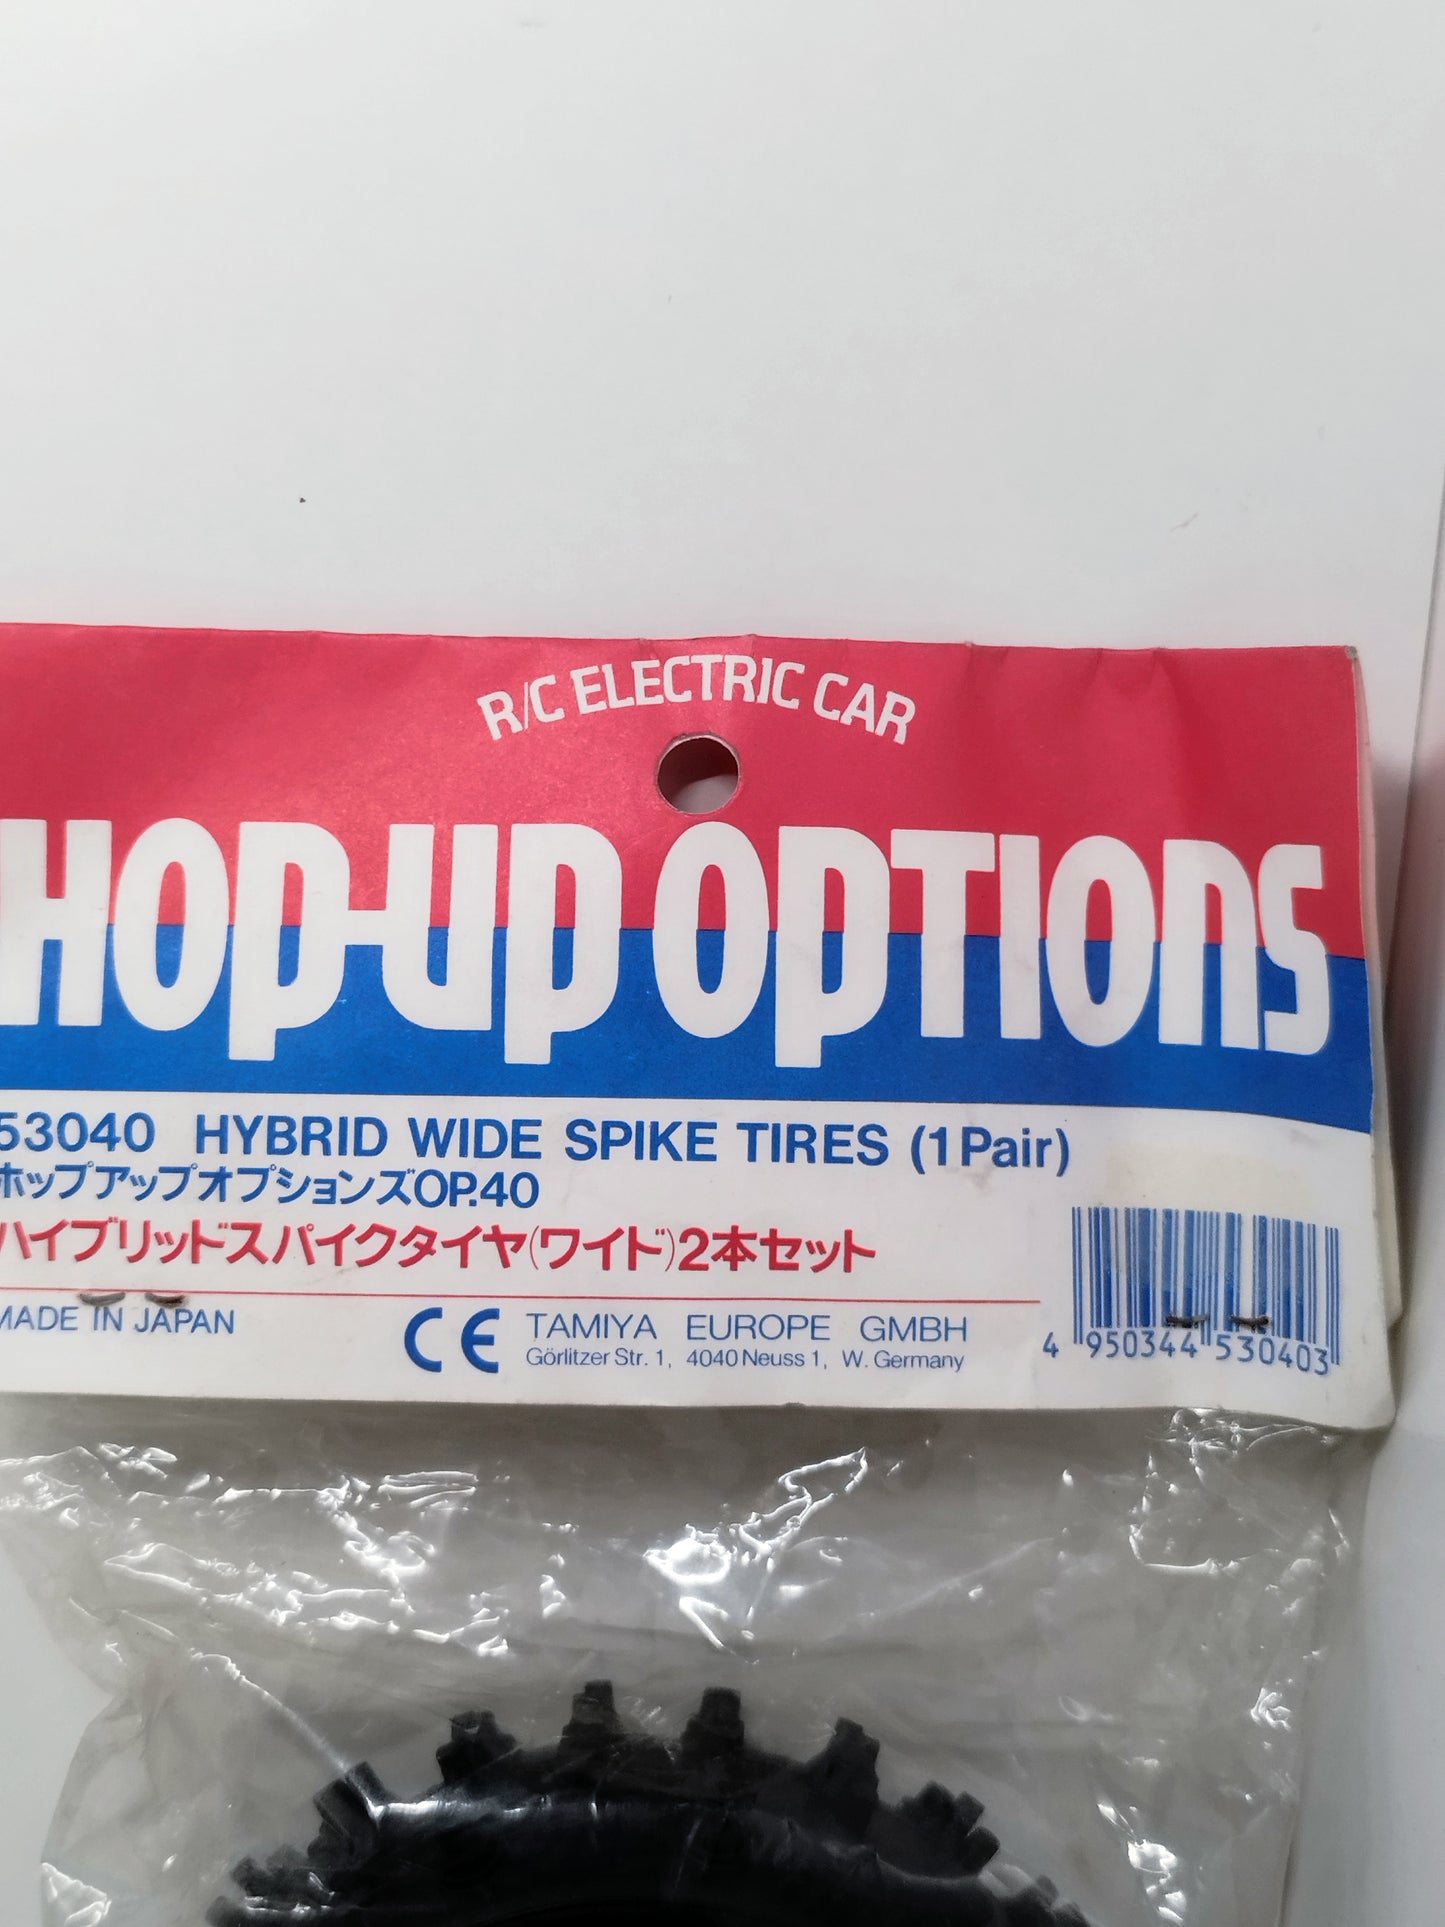 R/C ELECTRIC CAR
HOP-UP OPTIONS
53040 HYBRID WIDE SPIKE TIRES (1Pair)
ホップアップオプションズOP.40
ハイブリッドスパイクタイヤ(ワイド)2本セット
MADE IN JAPAN
CE
TAMIYA EUROPE GMBH
Görlitzer Str. 1, 4040 Neuss 1, W. Germany
4 950344 530403